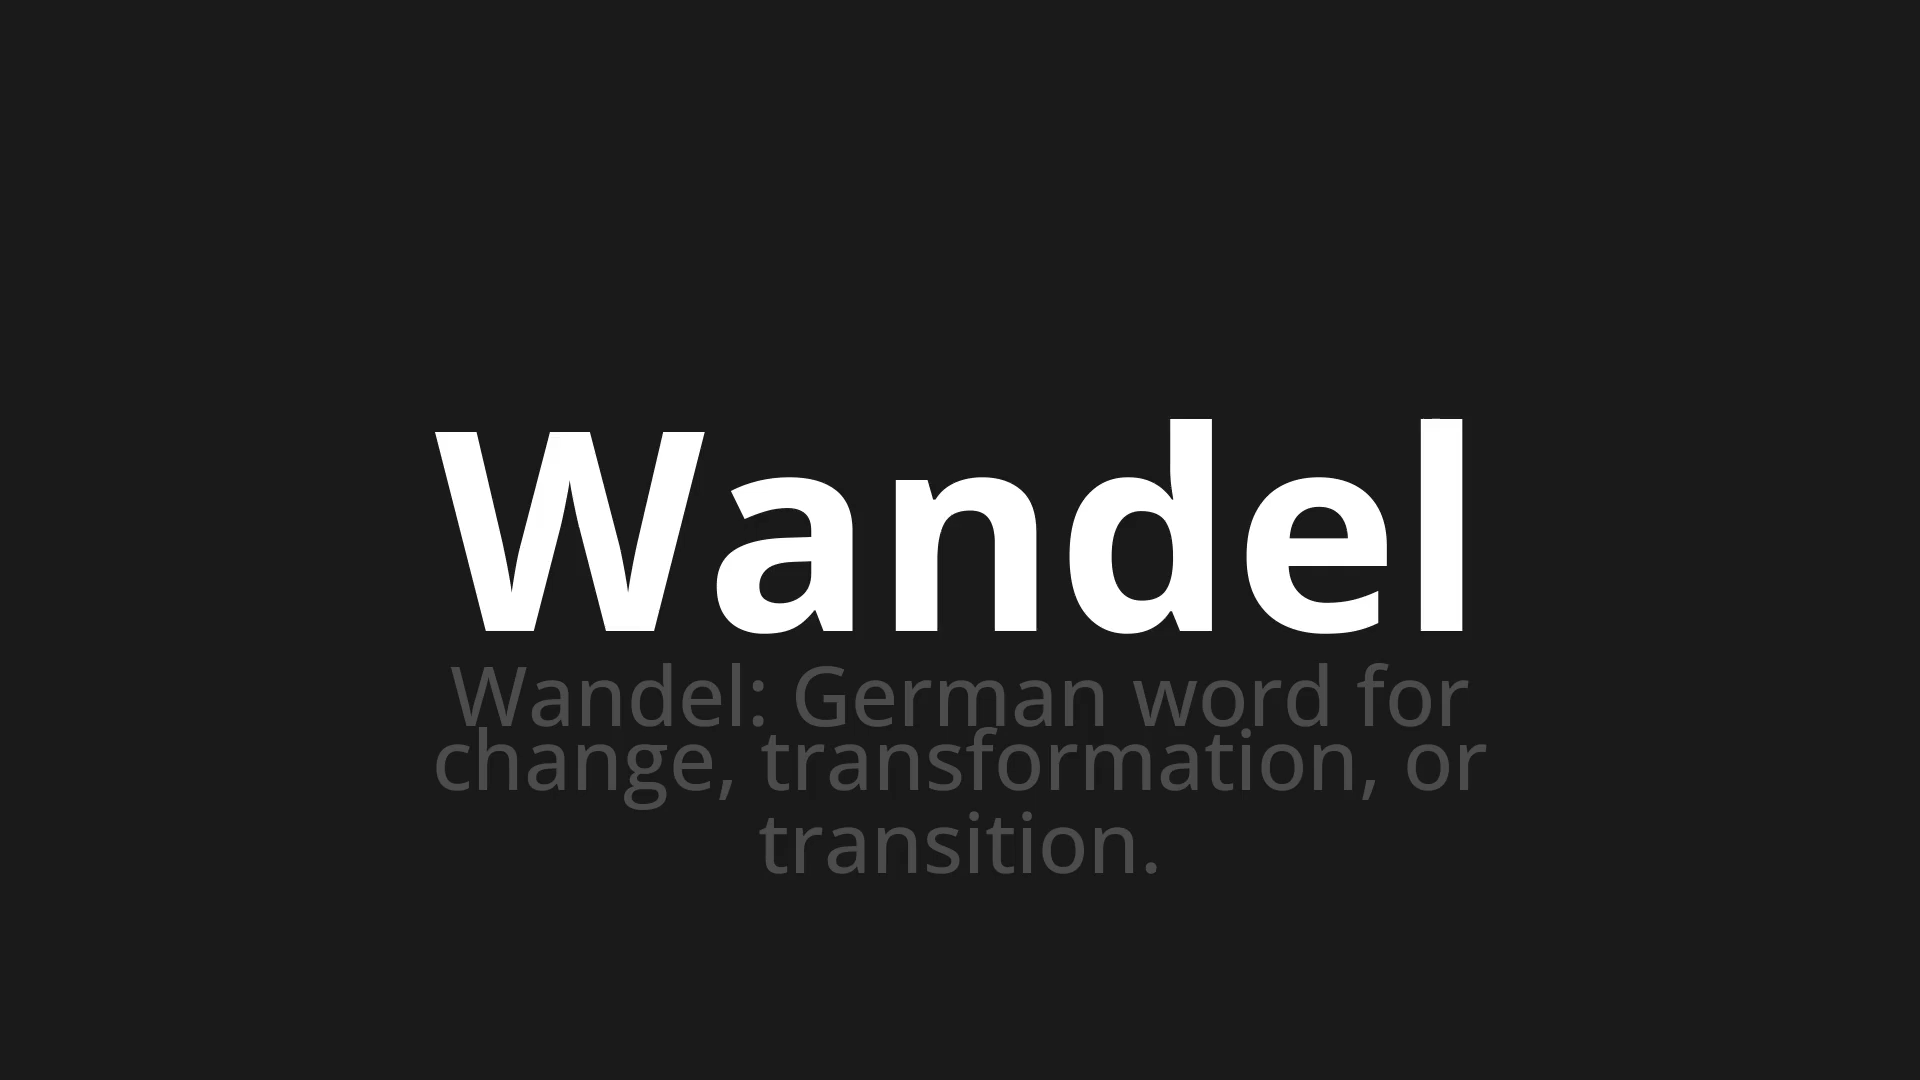 Wandel
Wandel: German word for
change, transformation, or
transition.